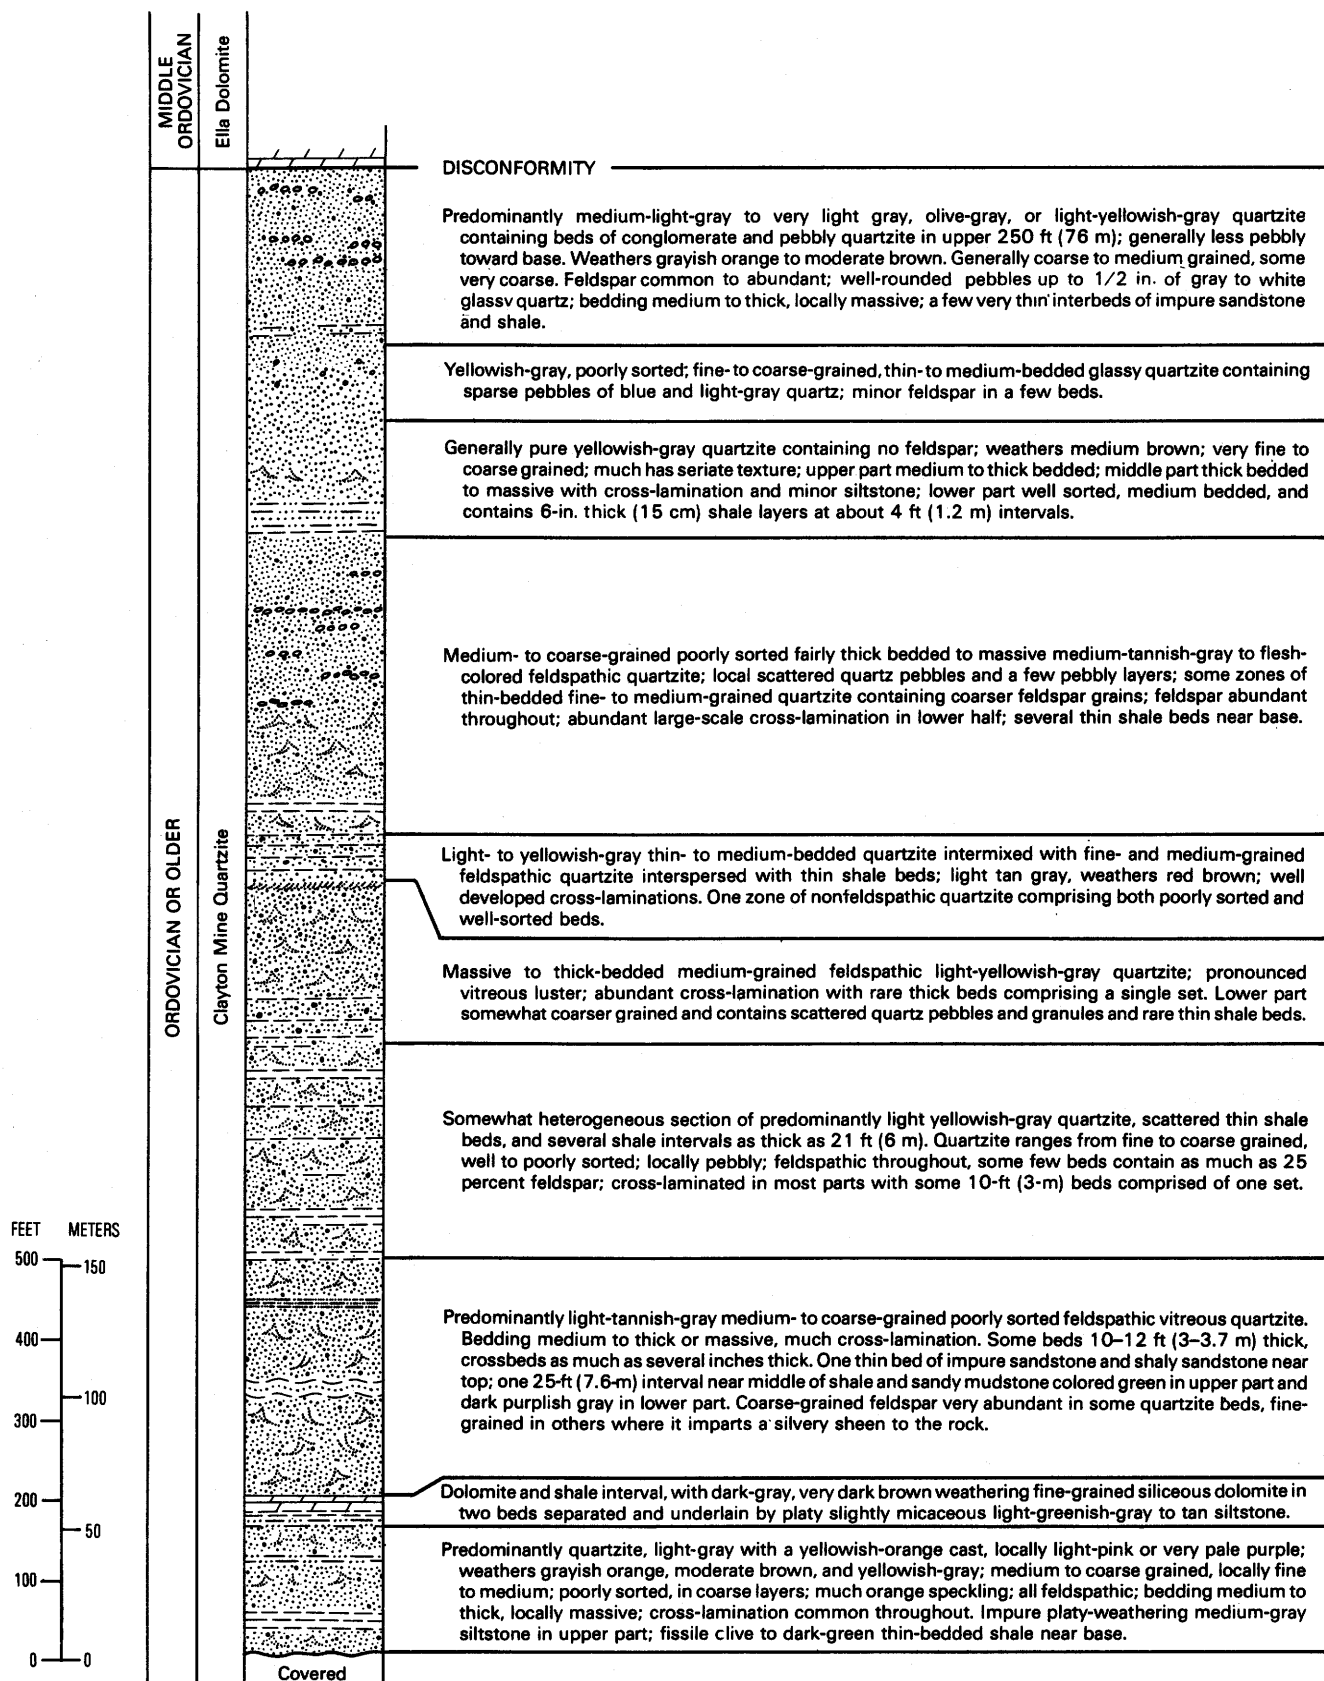 MIDDLE
ORDOVICIAN
Ella Dolomite
DISCONFORMITY
Predominantly medium-light-gray to very light gray, olive-gray, or light-yellowish-gray quartzite
containing beds of conglomerate and pebbly quartzite in upper 250 ft (76 m); generally less pebbly
toward base. Weathers grayish orange to moderate brown. Generally coarse to medium grained, some
very coarse. Feldspar common to abundant; well-rounded pebbles up to 1/2 in. of gray to white
glassv quartz; bedding medium to thick, locally massive; a few very thin interbeds of impure sandstone
and shale.
Yellowish-gray, poorly sorted; fine- to coarse-grained, thin- to medium-bedded glassy quartzite containing
sparse pebbles of blue and light-gray quartz; minor feldspar in a few beds.
Generally pure yellowish-gray quartzite containing no feldspar; weathers medium brown; very fine to
coarse grained; much has seriate texture; upper part medium to thick bedded; middle part thick bedded
to massive with cross-lamination and minor siltstone; lower part well sorted, medium bedded, and
contains 6-in. thick (15 cm) shale layers at about 4 ft (1.2 m) intervals.
Medium- to coarse-grained poorly sorted fairly thick bedded to massive medium-tannish-gray to flesh-
colored feldspathic quartzite; local scattered quartz pebbles and a few pebbly layers; some zones of
thin-bedded fine- to medium-grained quartzite containing coarser feldspar grains; feldspar abundant
throughout; abundant large-scale cross-lamination in lower half; several thin shale beds near base.
ORDOVICIAN OR OLDER
Clayton Mine Quartzite
Light- to yellowish-gray thin- to medium-bedded quartzite intermixed with fine- and medium-grained
feldspathic quartzite interspersed with thin shale beds; light tan gray, weathers red brown; well
developed cross-laminations. One zone of nonfeldspathic quartzite comprising both poorly sorted and
well-sorted beds.
Massive to thick-bedded medium-grained feldspathic light-yellowish-gray quartzite; pronounced
vitreous luster; abundant cross-lamination with rare thick beds comprising a single set. Lower part
somewhat coarser grained and contains scattered quartz pebbles and granules and rare thin shale beds.
Somewhat heterogeneous section of predominantly light yellowish-gray quartzite, scattered thin shale
beds, and several shale intervals as thick as 21 ft (6 m). Quartzite ranges from fine to coarse grained,
well to poorly sorted; locally pebbly; feldspathic throughout, some few beds contain as much as 25
percent feldspar; cross-laminated in most parts with some 10-ft (3-m) beds comprised of one set.
FEET METERS
500
150
400
100
300
200
50
100
0
0
Predominantly light-tannish-gray medium- to coarse-grained poorly sorted feldspathic vitreous quartzite.
Bedding medium to thick or massive, much cross-lamination. Some beds 10–12 ft (3–3.7 m) thick,
crossbeds as much as several inches thick. One thin bed of impure sandstone and shaly sandstone near
top; one 25-ft (7.6-m) interval near middle of shale and sandy mudstone colored green in upper part and
dark purplish gray in lower part. Coarse-grained feldspar very abundant in some quartzite beds, fine-
grained in others where it imparts a silvery sheen to the rock.
Dolomite and shale interval, with dark-gray, very dark brown weathering fine-grained siliceous dolomite in
two beds separated and underlain by platy slightly micaceous light-greenish-gray to tan siltstone.
Predominantly quartzite, light-gray with a yellowish-orange cast, locally light-pink or very pale purple;
weathers grayish orange, moderate brown, and yellowish-gray; medium to coarse grained, locally fine
to medium; poorly sorted, in coarse layers; much orange speckling; all feldspathic; bedding medium to
thick, locally massive; cross-lamination common throughout. Impure platy-weathering medium-gray
siltstone in upper part; fissile clive to dark-green thin-bedded shale near base.
Covered